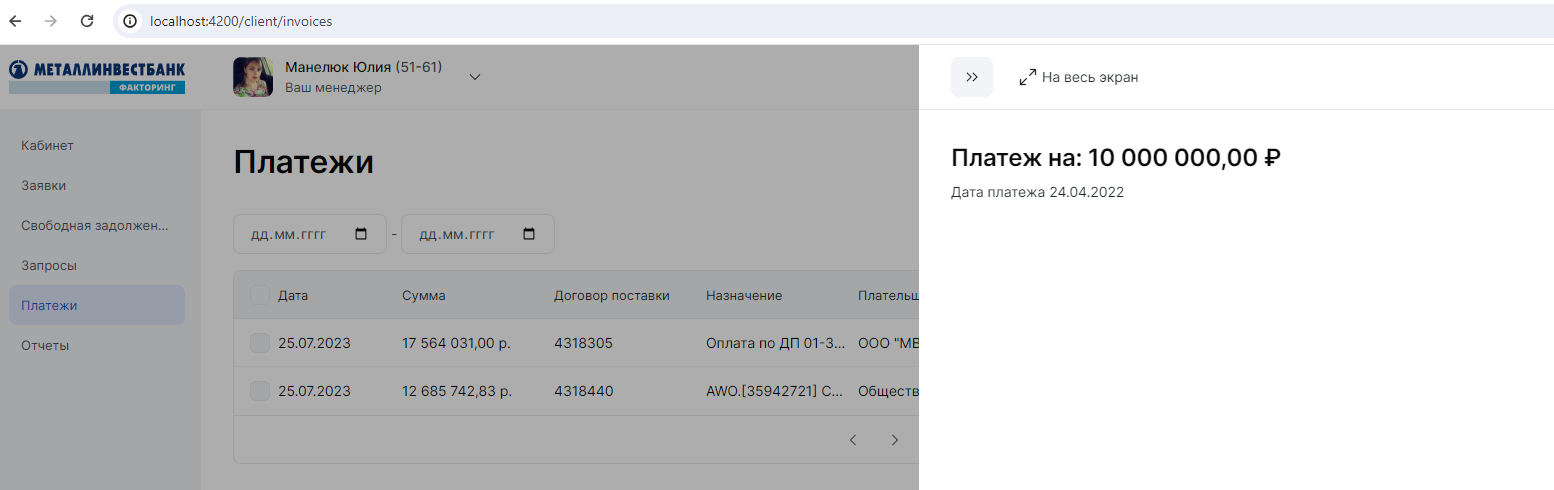 localhost:4200/client/invoices
МЕТАЛЛИНВЕСТБАНК
ФАКТОРИНГ
Манелюк Юлия (51-61)
Ваш менеджер
На весь экран
Кабинет
Заявки
Свободная задолжен...
Запросы
Платежи
Отчеты
Платежи
дд.мм.гггг - дд.мм.гггг
Дата Сумма Договор поставки Назначение Плательщ
25.07.2023 17 564 031,00 р. 4318305 Оплата по ДП 01-3... ООО "МВ
25.07.2023 12 685 742,83 р. 4318440 AWO.[35942721] С... Обществ
Платеж на: 10 000 000,00 ₽
Дата платежа 24.04.2022